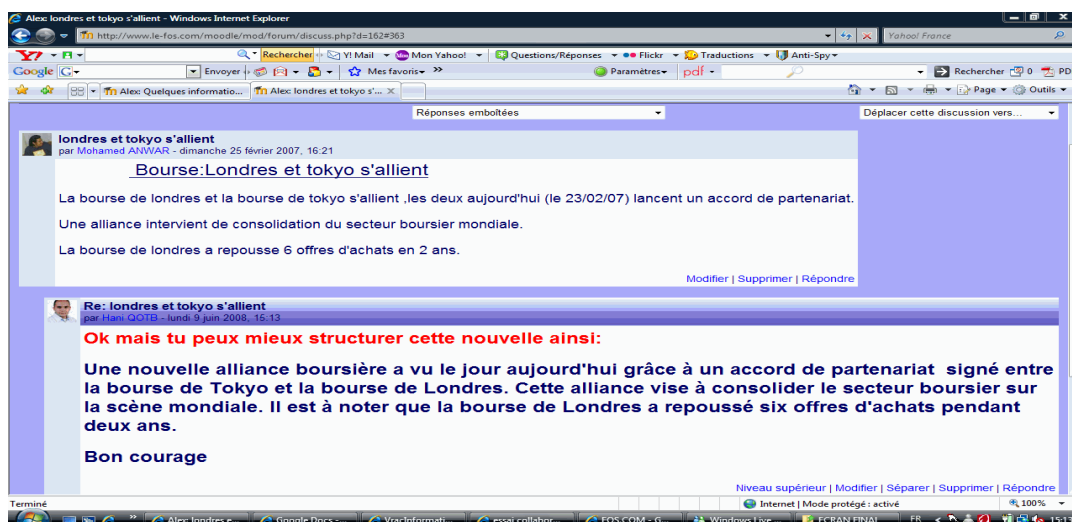 Alex: londres et tokyo s'allient - Windows Internet Explorer
http://www.le-fos.com/moodle/mod/forum/discuss.php?d=162#363
Yahoo! France
Rechercher Y! Mail Mon Yahoo! Questions/Réponses Flickr Traductions Anti-Spy
Google G Envoyer Mes favoris Paramètres pdf Rechercher 0 PD
Alex: Quelques informatio... Alex: londres et tokyo s'... Page Outils
Réponses emboîtées Déplacer cette discussion vers...
londres et tokyo s'allient
par Mohamed ANWAR - dimanche 25 février 2007, 16:21
Bourse:Londres et tokyo s'allient
La bourse de londres et la bourse de tokyo s'allient ,les deux aujourd'hui (le 23/02/07) lancent un accord de partenariat.
Une alliance intervient de consolidation du secteur boursier mondiale.
La bourse de londres a repousse 6 offres d'achats en 2 ans.
Modifier | Supprimer | Répondre
Re: londres et tokyo s'allient
par Hani QOTB - lundi 9 juin 2008, 15:13
Ok mais tu peux mieux structurer cette nouvelle ainsi:
Une nouvelle alliance boursière a vu le jour aujourd'hui grâce à un accord de partenariat signé entre
la bourse de Tokyo et la bourse de Londres. Cette alliance vise à consolider le secteur boursier sur
la scène mondiale. Il est à noter que la bourse de Londres a repoussé six offres d'achats pendant
deux ans.
Bon courage
Niveau supérieur | Modifier | Séparer | Supprimer | Répondre
Terminé Internet | Mode protégé : activé 100%
Alex: londres e... Google Docs - ... VracInformati... essai collabor... FOS.COM - G... Windows Live ... ECRAN FINAL ... FR 15:13